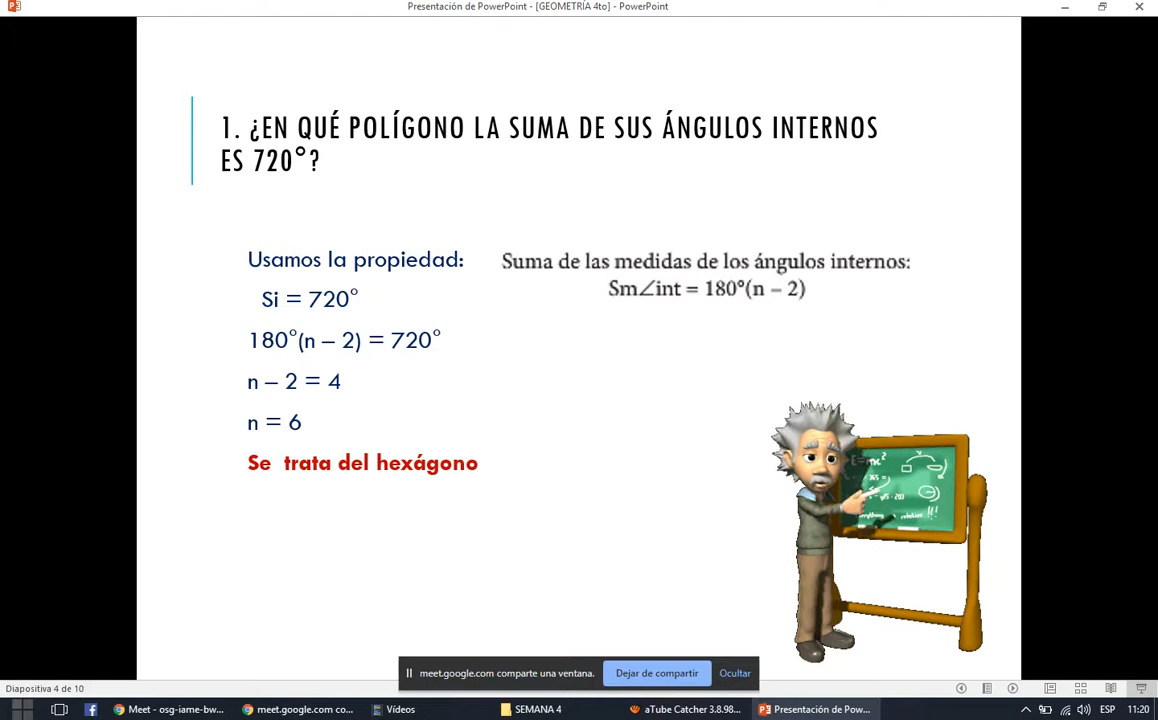 Presentación de PowerPoint - [GEOMETRÍA 4to] - PowerPoint
1. ¿EN QUÉ POLÍGONO LA SUMA DE SUS ÁNGULOS INTERNOS
ES 720°?
Usamos la propiedad:
Si = 720°
180°(n – 2) = 720°
n – 2 = 4
n = 6
Se trata del hexágono
Suma de las medidas de los ángulos internos:
Sm∠int = 180°(n – 2)
meet.google.com comparte una ventana.
Dejar de compartir
Ocultar
Diapositiva 4 de 10
Meet - osg-iame-bw...
meet.google.com co...
Vídeos
SEMANA 4
aTube Catcher 3.8.98...
Presentación de Pow...
ESP
11:20